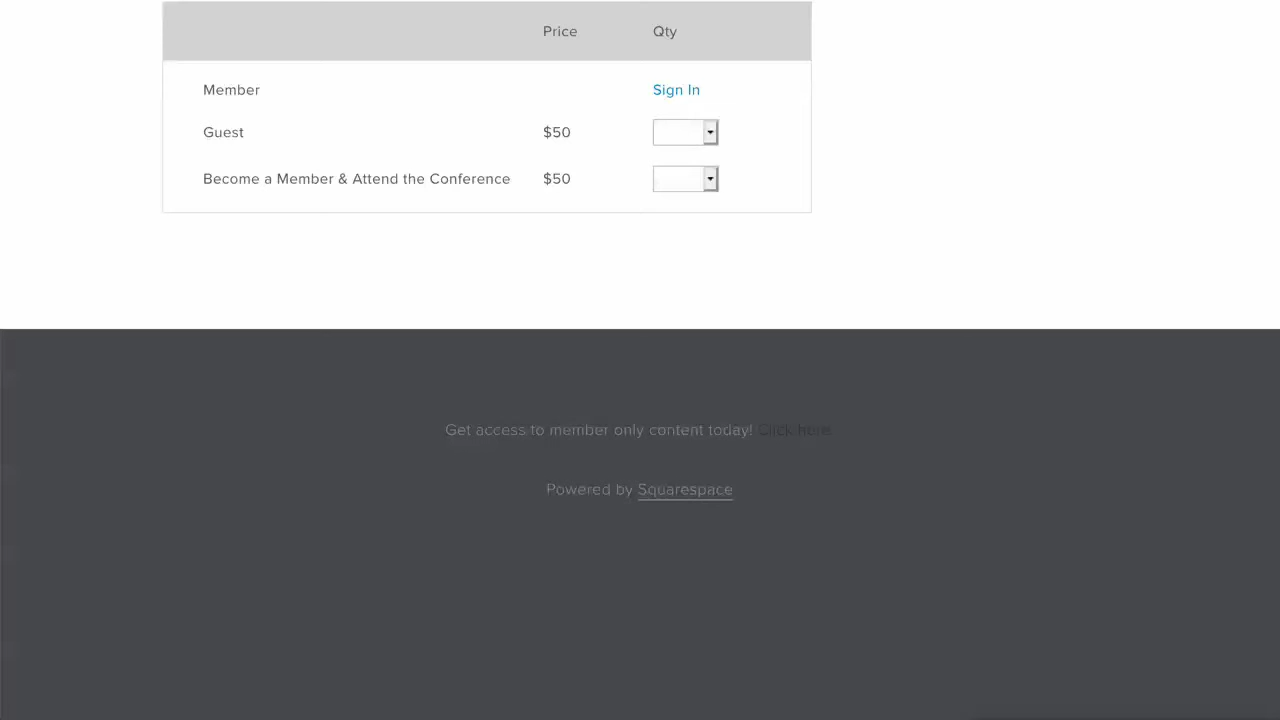 Price Qty
Member Sign In
Guest $50
Become a Member & Attend the Conference $50
Get access to member only content today! Click here.
Powered by Squarespace